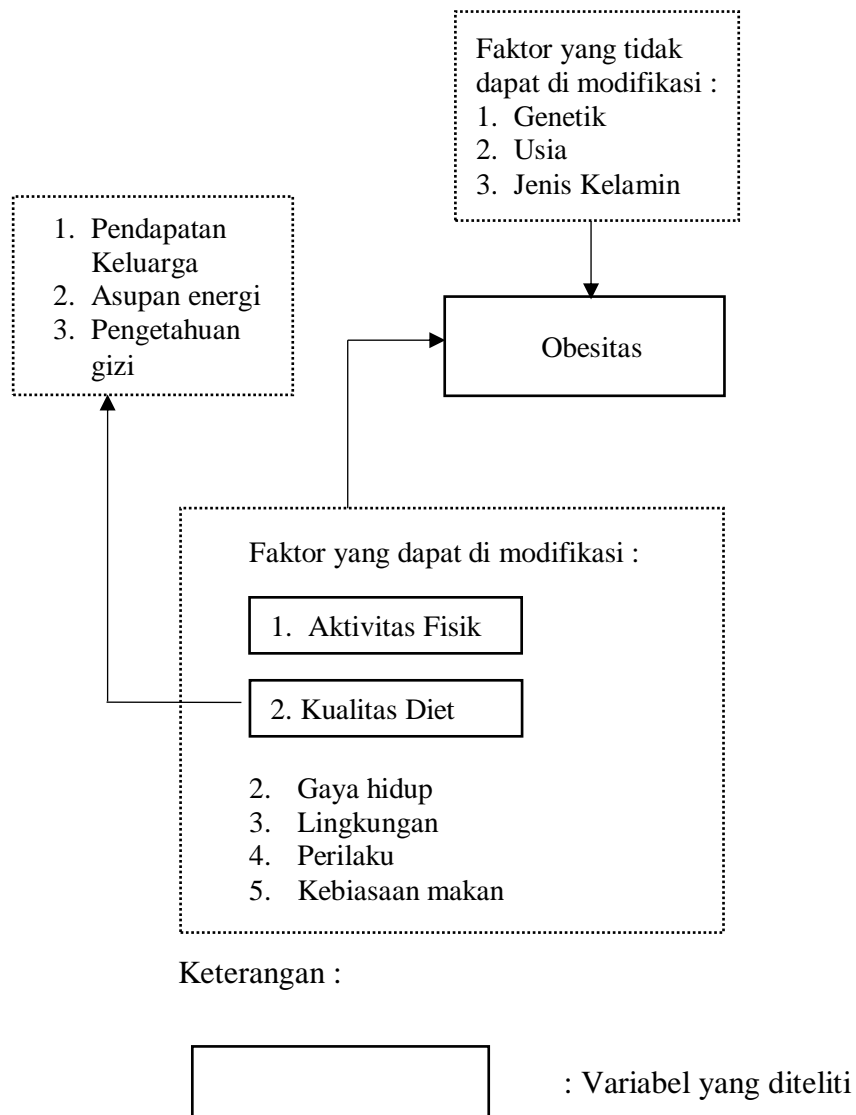 Faktor yang tidak
dapat di modifikasi :
1. Genetik
2. Usia
3. Jenis Kelamin
1. Pendapatan
Keluarga
2. Asupan energi
3. Pengetahuan
gizi
Obesitas
Faktor yang dapat di modifikasi :
1. Aktivitas Fisik
2. Kualitas Diet
2. Gaya hidup
3. Lingkungan
4. Perilaku
5. Kebiasaan makan
Keterangan :
: Variabel yang diteliti